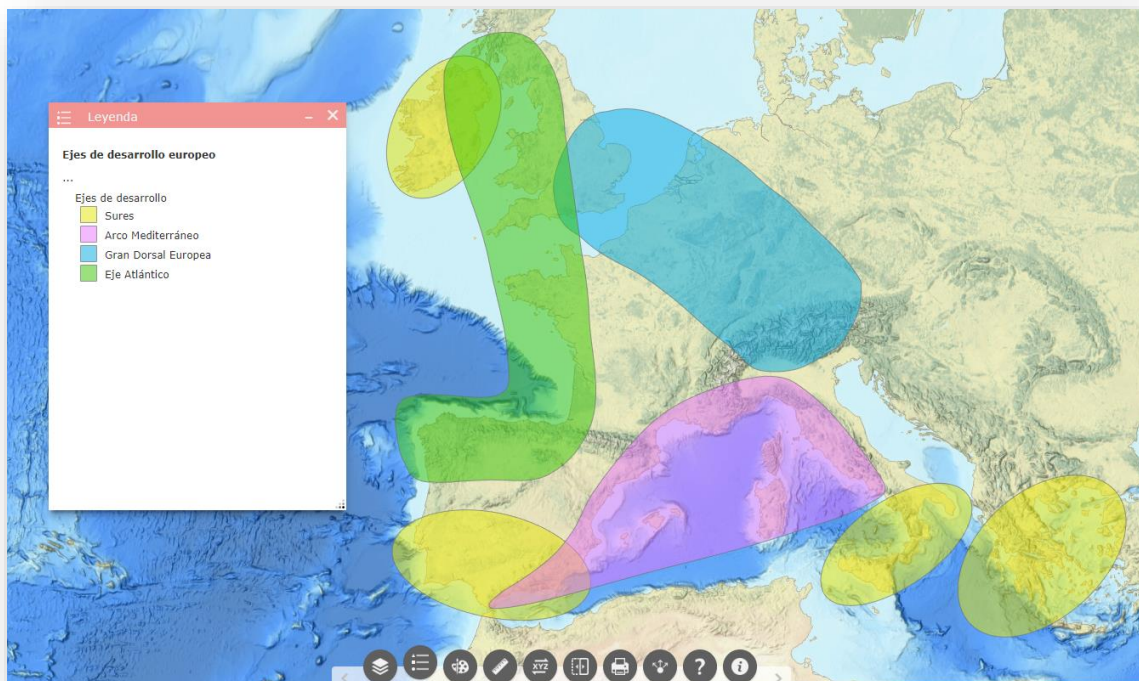 Leyenda
Ejes de desarrollo europeo
...
Ejes de desarrollo
Sures
Arco Mediterráneo
Gran Dorsal Europea
Eje Atlántico
XYZ
?
i